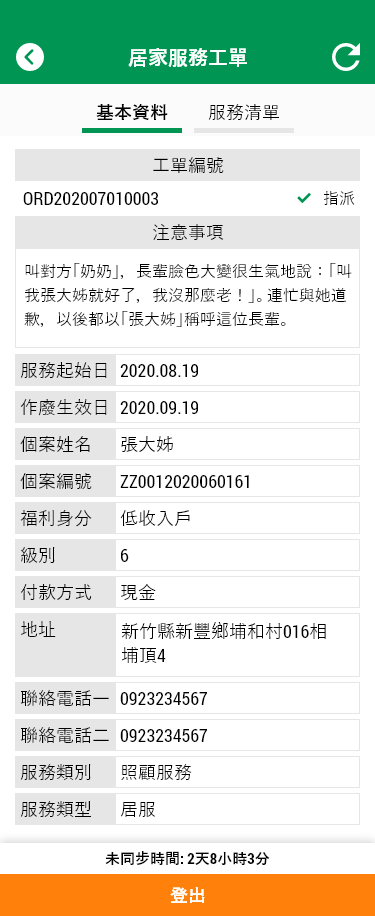 居家服務工單
基本資料 服務清單
工單編號
ORD202007010003 指派
注意事項
叫對方「奶奶」，長輩臉色大變很生氣地說：「叫
我張大姊就好了，我沒那麼老！」。連忙與她道
歉，以後都以「張大姊」稱呼這位長輩。
服務起始日 2020.08.19
作廢生效日 2020.09.19
個案姓名 張大姊
個案編號 ZZ0012020060161
福利身分 低收入戶
級別 6
付款方式 現金
地址 新竹縣新豐鄉埔和村016相
埔頂4
聯絡電話一 0923234567
聯絡電話二 0923234567
服務類別 照顧服務
服務類型 居服
未同步時間: 2天8小時3分
登出